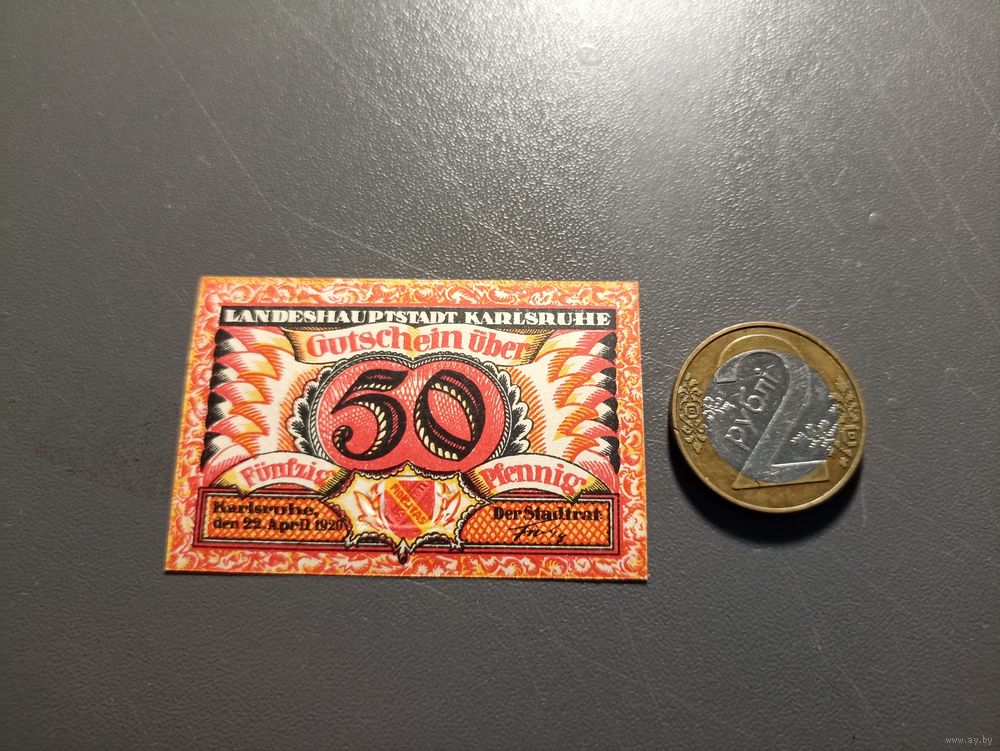 LANDESHAUPTSTADT KARLSRUHE
Gutschein über
50
Fünfzig Pfennig
Karlsruhe,
den 22. April 1920
Der Stadtrat
2 рублі
www.ay.by